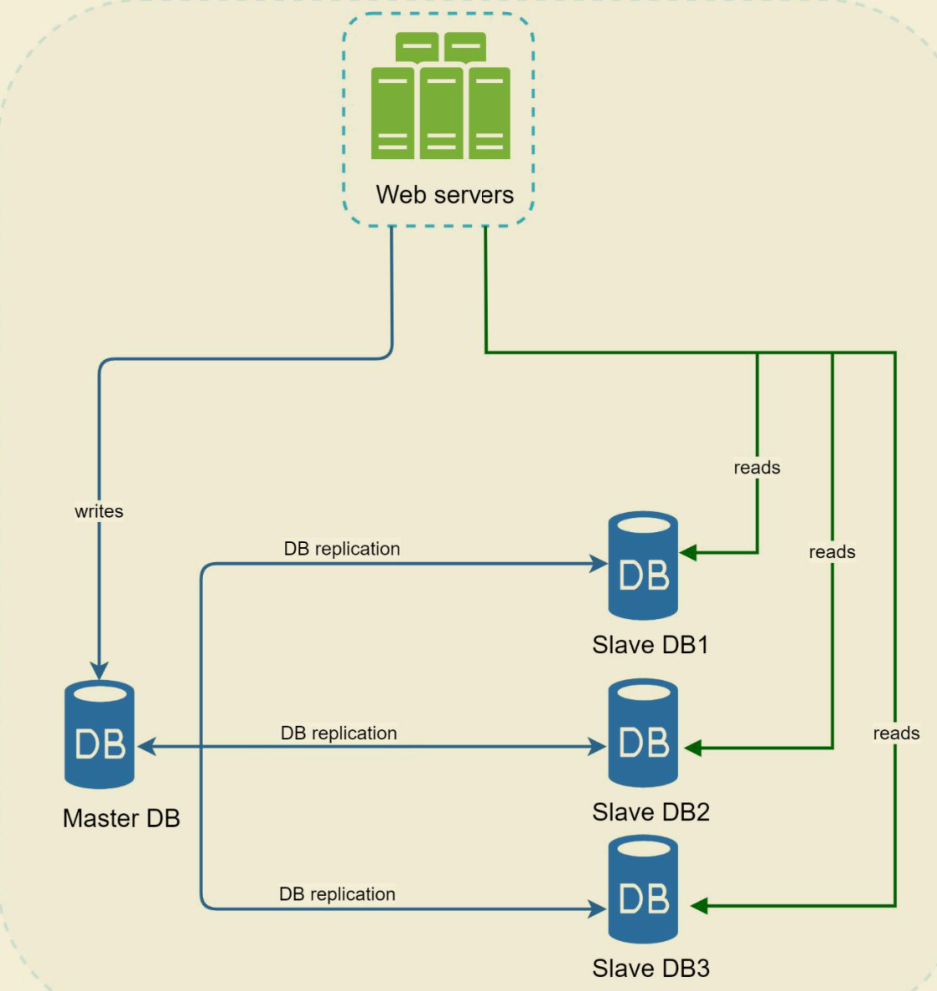 Web servers
reads
writes
DB replication
reads
DB
Slave DB1
DB replication
reads
DB
DB
Master DB
Slave DB2
DB replication
DB
Slave DB3